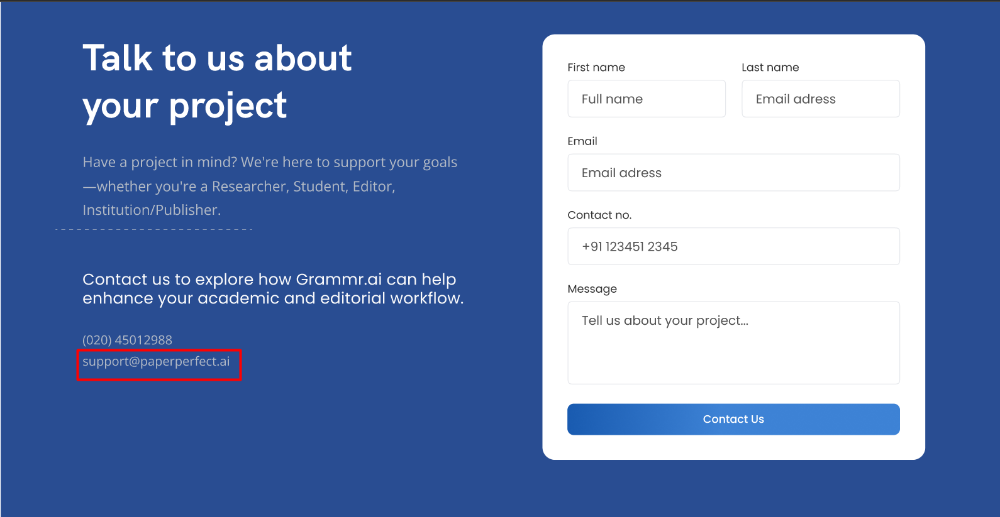 Talk to us about
your project
Have a project in mind? We're here to support your goals
—whether you're a Researcher, Student, Editor,
Institution/Publisher.
Contact us to explore how Grammr.ai can help
enhance your academic and editorial workflow.
(020) 45012988
support@paperperfect.ai
First name
Full name
Last name
Email adress
Email
Email adress
Contact no.
+91 123451 2345
Message
Tell us about your project...
Contact Us